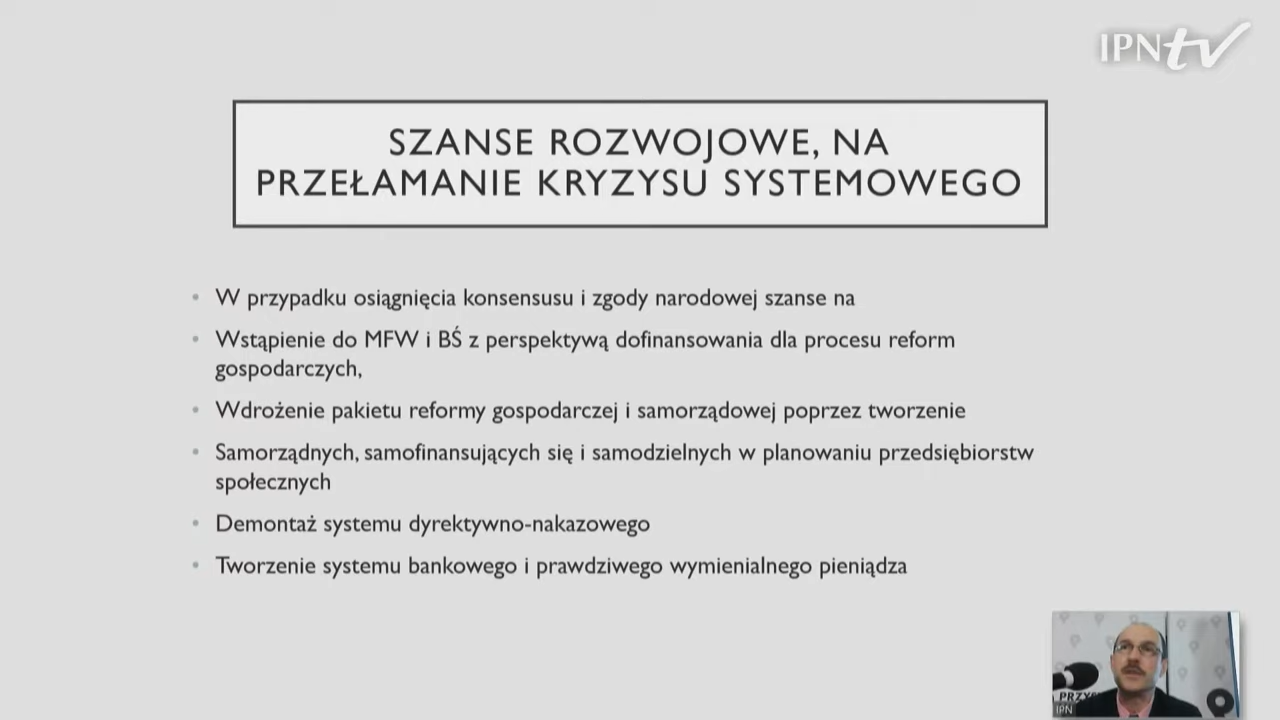 IPNtv
SZANSE ROZWOJOWE, NA
PRZEŁAMANIE KRYZYSU SYSTEMOWEGO
• W przypadku osiągnięcia konsensusu i zgody narodowej szanse na
• Wstąpienie do MFW i BŚ z perspektywą dofinansowania dla procesu reform
gospodarczych,
• Wdrożenie pakietu reformy gospodarczej i samorządowej poprzez tworzenie
• Samorządnych, samofinansujących się i samodzielnych w planowaniu przedsiębiorstw
społecznych
• Demontaż systemu dyrektywno-nakazowego
• Tworzenie systemu bankowego i prawdziwego wymienialnego pieniądza
IPN